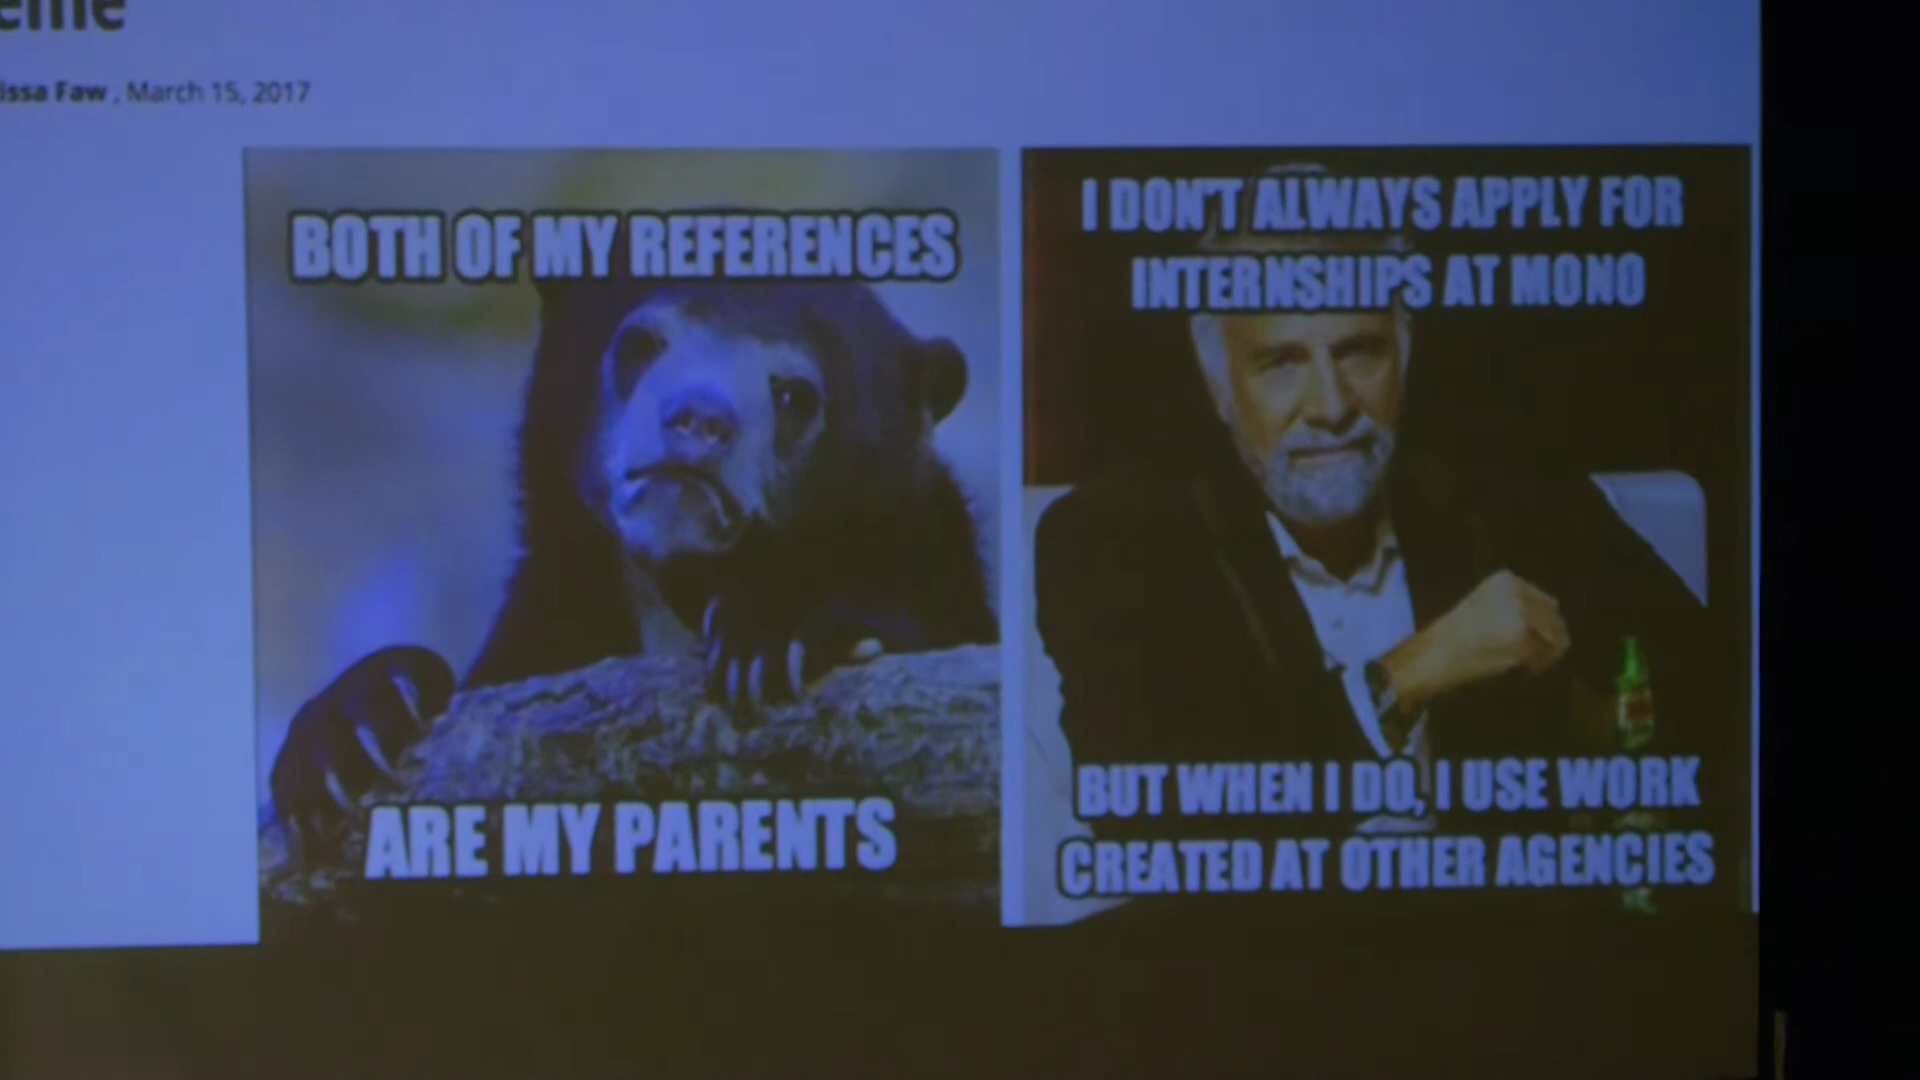 eme
issa Faw, March 15, 2017
BOTH OF MY REFERENCES
ARE MY PARENTS
I DON'T ALWAYS APPLY FOR
INTERNSHIPS AT MONO
BUT WHEN I DO, I USE WORK
CREATED AT OTHER AGENCIES